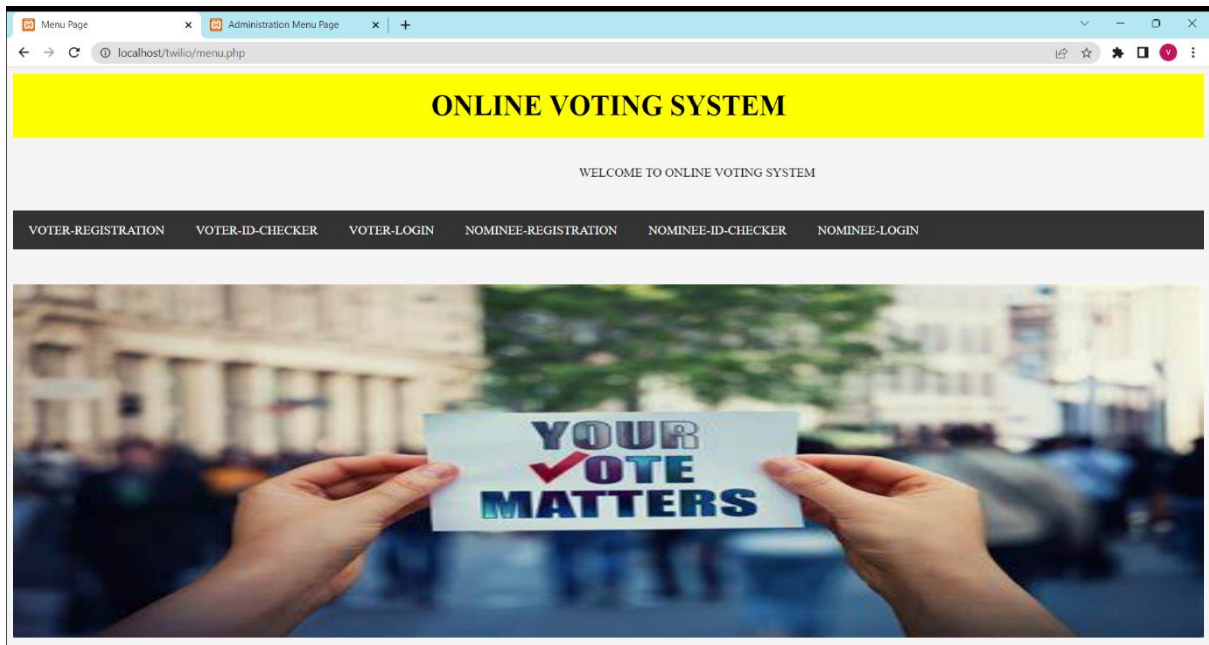 Menu Page
Administration Menu Page
localhost/twilio/menu.php
V
ONLINE VOTING SYSTEM
WELCOME TO ONLINE VOTING SYSTEM
VOTER-REGISTRATION VOTER-ID-CHECKER VOTER-LOGIN NOMINEE-REGISTRATION NOMINEE-ID-CHECKER NOMINEE-LOGIN
YOUR
VOTE
MATTERS